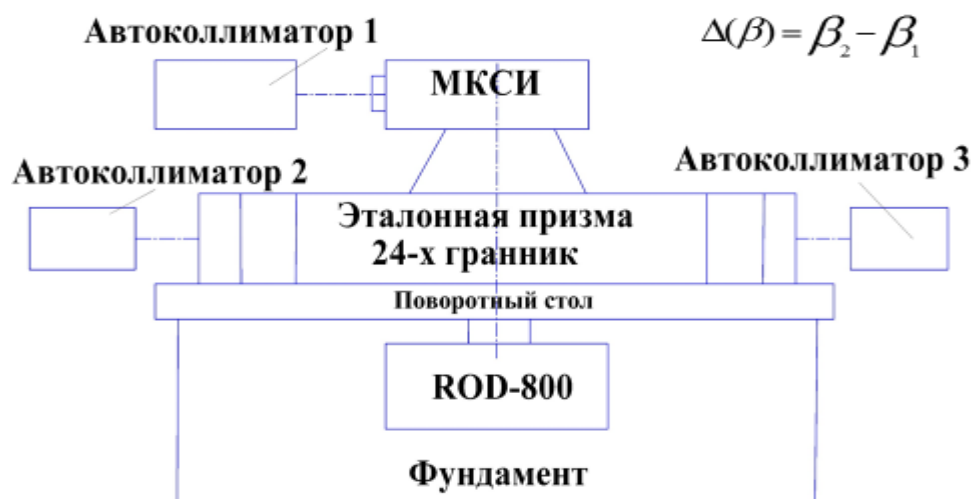 Автоколлиматор 1
Δ(β) = β₂ − β₁
МКСИ
Автоколлиматор 2
Автоколлиматор 3
Эталонная призма
24-х гранник
Поворотный стол
ROD-800
Фундамент